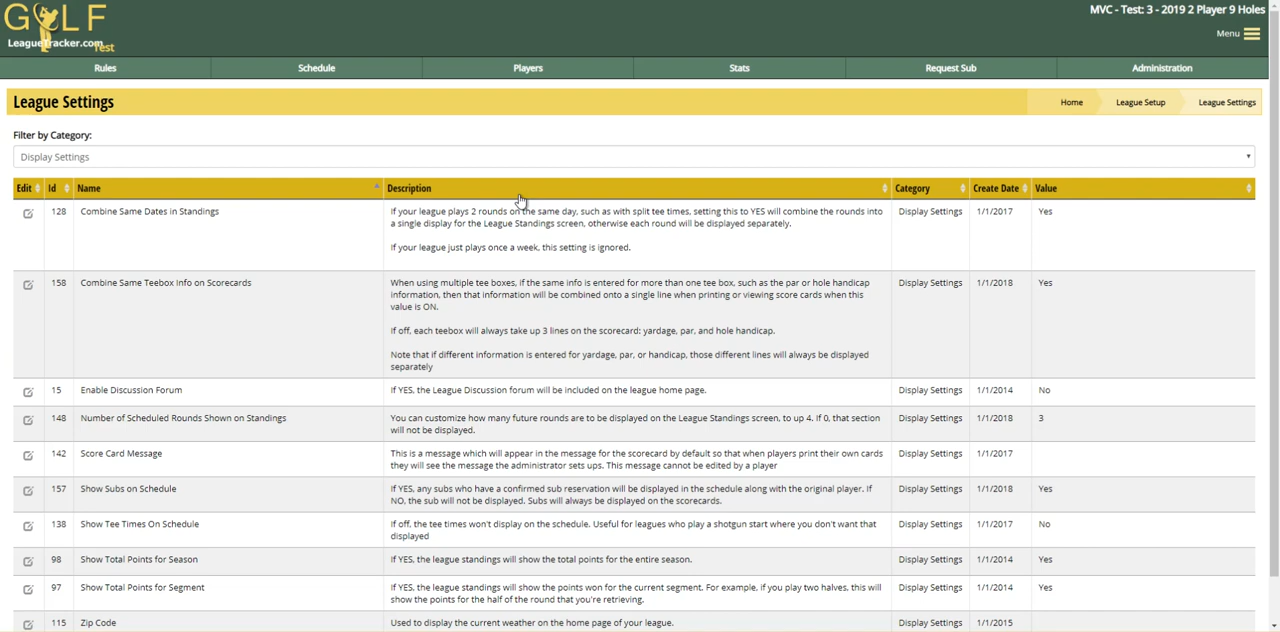 MVC - Test: 3 - 2019 2 Player 9 Holes
GOLF
LeagueTracker.com
Test
Menu
Rules Schedule Players Stats Request Sub Administration
League Settings
Home League Setup League Settings
Filter by Category:
Display Settings
Edit Id Name Description Category Create Date Value
128 Combine Same Dates in Standings If your league plays 2 rounds on the same day, such as with split tee times, setting this to YES will combine the rounds into Display Settings 1/1/2017 Yes
a single display for the League Standings screen, otherwise each round will be displayed separately.
If your league just plays once a week, this setting is ignored.
158 Combine Same Teebox Info on Scorecards When using multiple tee boxes, if the same info is entered for more than one tee box, such as the par or hole handicap Display Settings 1/1/2018 Yes
information, then that information will be combined onto a single line when printing or viewing score cards when this
value is ON.
If off, each teebox will always take up 3 lines on the scorecard: yardage, par, and hole handicap.
Note that if different information is entered for yardage, par, or handicap, those different lines will always be displayed
separately
15 Enable Discussion Forum If YES, the League Discussion forum will be included on the league home page. Display Settings 1/1/2014 No
148 Number of Scheduled Rounds Shown on Standings You can customize how many future rounds are to be displayed on the League Standings screen, to up 4. If 0, that section Display Settings 1/1/2018 3
will not be displayed.
142 Score Card Message This is a message which will appear in the message for the scorecard by default so that when players print their own cards Display Settings 1/1/2017
they will see the message the administrator sets ups. This message cannot be edited by a player
157 Show Subs on Schedule If YES, any subs who have a confirmed sub reservation will be displayed in the schedule along with the original player. If Display Settings 1/1/2018 Yes
NO, the sub will not be displayed. Subs will always be displayed on the scorecards.
138 Show Tee Times On Schedule If off, the tee times won't display on the schedule. Useful for leagues who play a shotgun start where you don't want that Display Settings 1/1/2017 No
displayed
98 Show Total Points for Season If YES, the league standings will show the total points for the entire season. Display Settings 1/1/2014 Yes
97 Show Total Points for Segment If YES, the league standings will show the points won for the current segment. For example, if you play two halves, this will Display Settings 1/1/2014 Yes
show the points for the half of the round that you're retrieving.
115 Zip Code Used to display the current weather on the home page of your league. Display Settings 1/1/2015